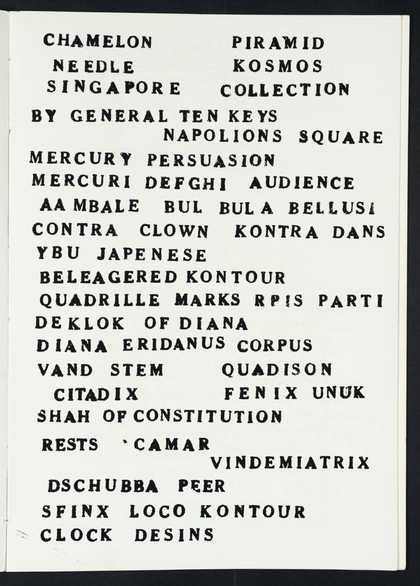 CHAMELON PIRAMID
NEEDLE KOSMOS
SINGAPORE COLLECTION
BY GENERAL TEN KEYS
NAPOLIONS SQUARE
MERCURY PERSUASION
MERCURI DEFGHI AUDIENCE
AAMBALE BUL BULA BELLUSI
CONTRA CLOWN KONTRA DANS
YBU JAPENESE
BELEAGERED KONTOUR
QUADRILLE MARKS RPIS PARTI
DEKLOK OF DIANA
DIANA ERIDANUS CORPUS
VAND STEM QUADISON
CITADIX FENIX UNUK
SHAH OF CONSTITUTION
RESTS CAMAR
VINDEMIATRIX
DSCHUBBA PEER
SFINX LOCO KONTOUR
CLOCK DESINS